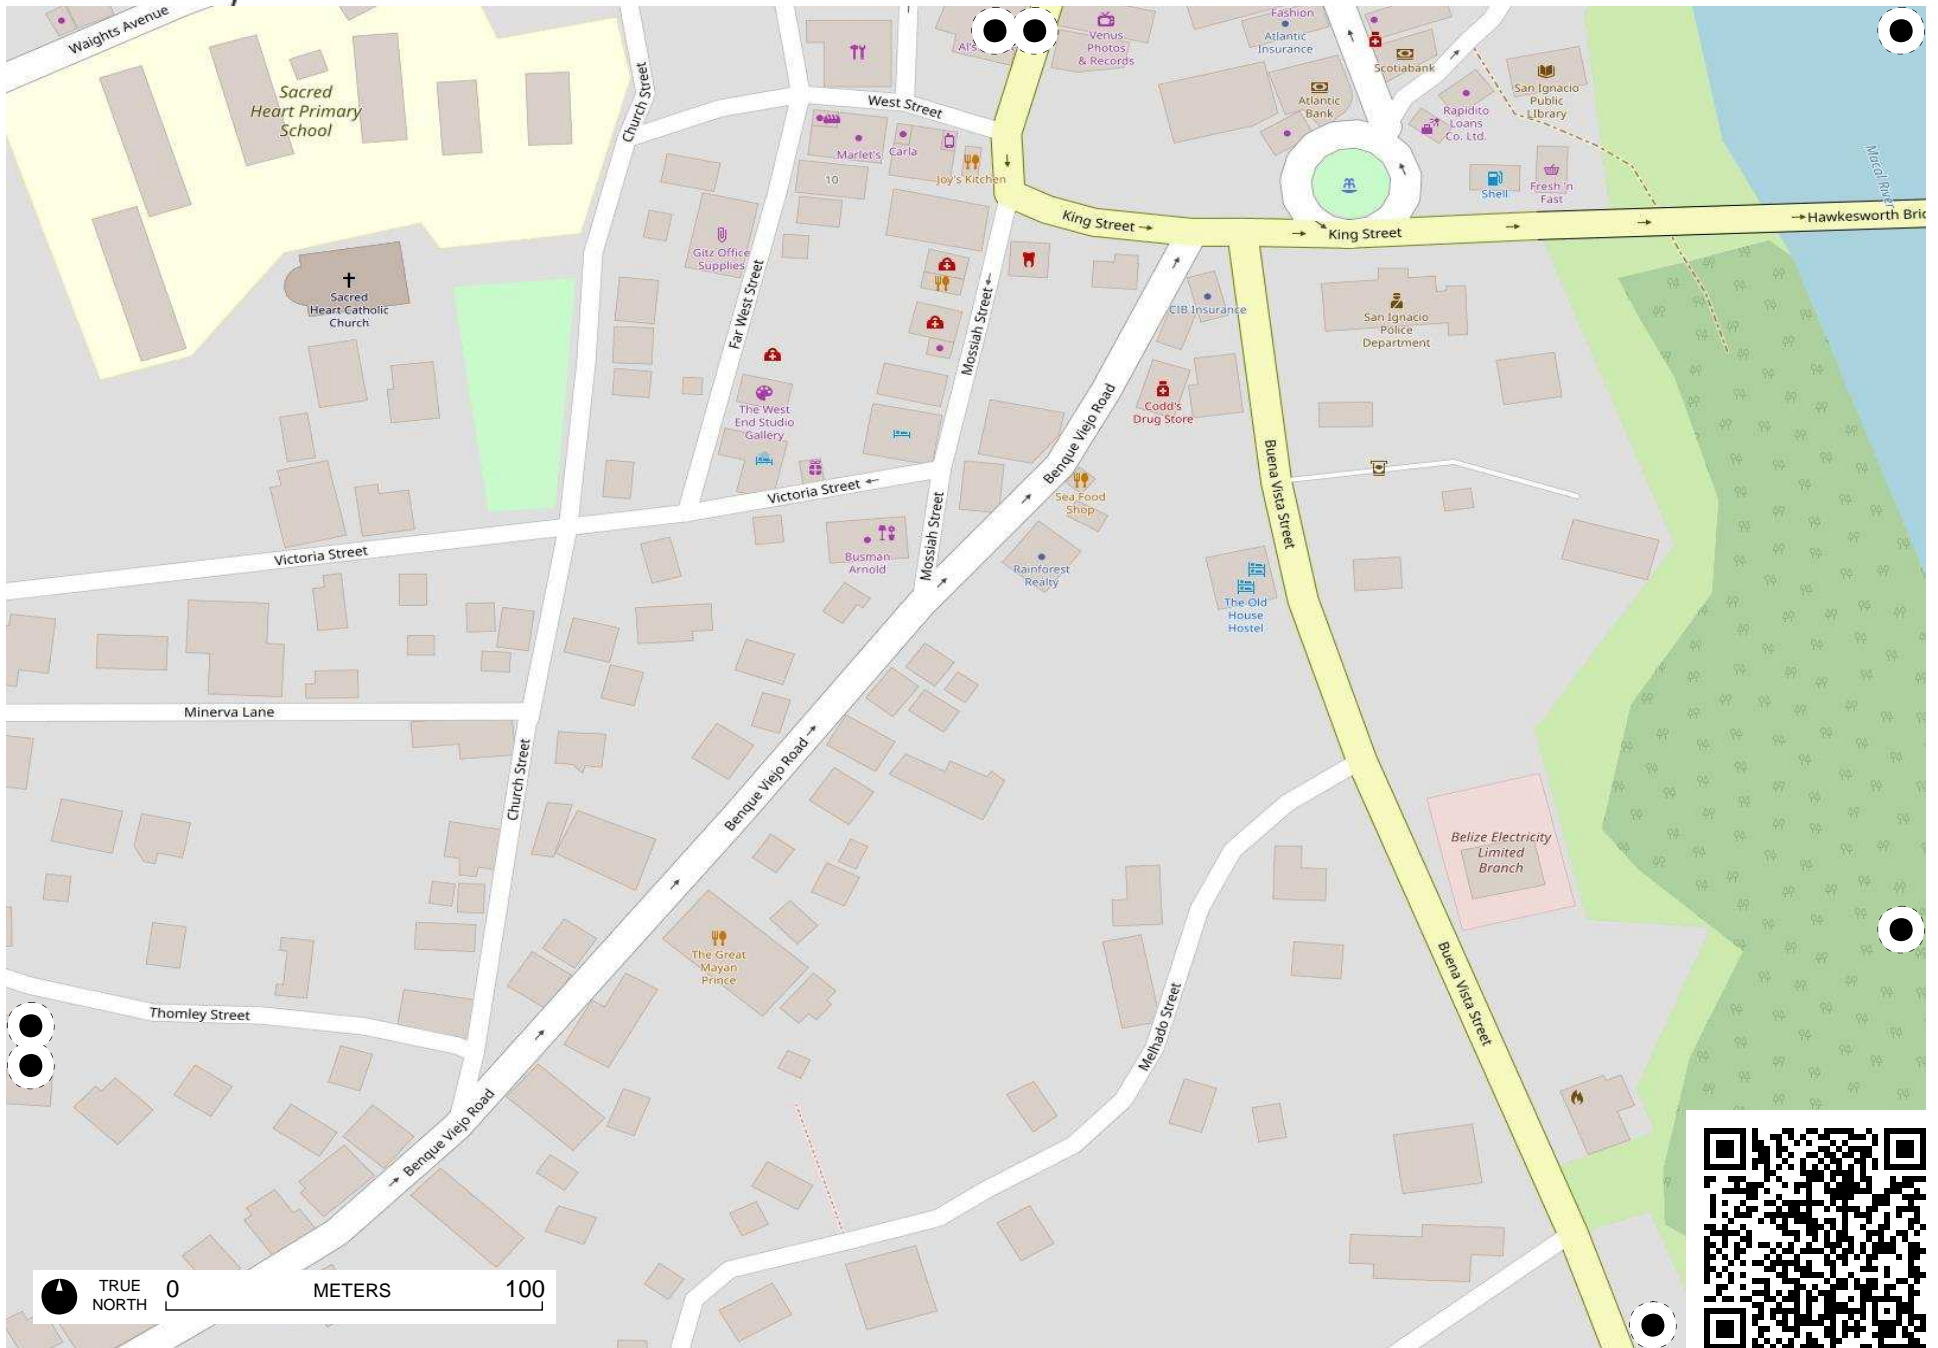 Waights Avenue
Sacred
Heart Primary
School
Church Street
West Street
Venus
Photos
& Records
Fashion
Atlantic
Insurance
Scotiabank
Atlantic
Bank
San Ignacio
Public
Library
Rapidito
Loans
Co. Ltd.
Macal River
Marlet's
Carla
Joy's Kitchen
10
Shell
Fresh 'n
Fast
King Street
King Street
Hawkesworth Bri
Gitz Office
Supplies
Far West Street
Mossiah Street
CIB Insurance
San Ignacio
Police
Department
Sacred
Heart Catholic
Church
The West
End Studio
Gallery
Codd's
Drug Store
Benque Viejo Road
Buena Vista Street
Victoria Street
Mossiah Street
Sea Food
Shop
Victoria Street
Busman
Arnold
Rainforest
Realty
The Old
House
Hostel
Minerva Lane
Church Street
Benque Viejo Road
Belize Electricity
Limited
Branch
The Great
Mayan
Prince
Buena Vista Street
Thomley Street
Melhado Street
Benque Viejo Road
TRUE
NORTH
0 METERS 100